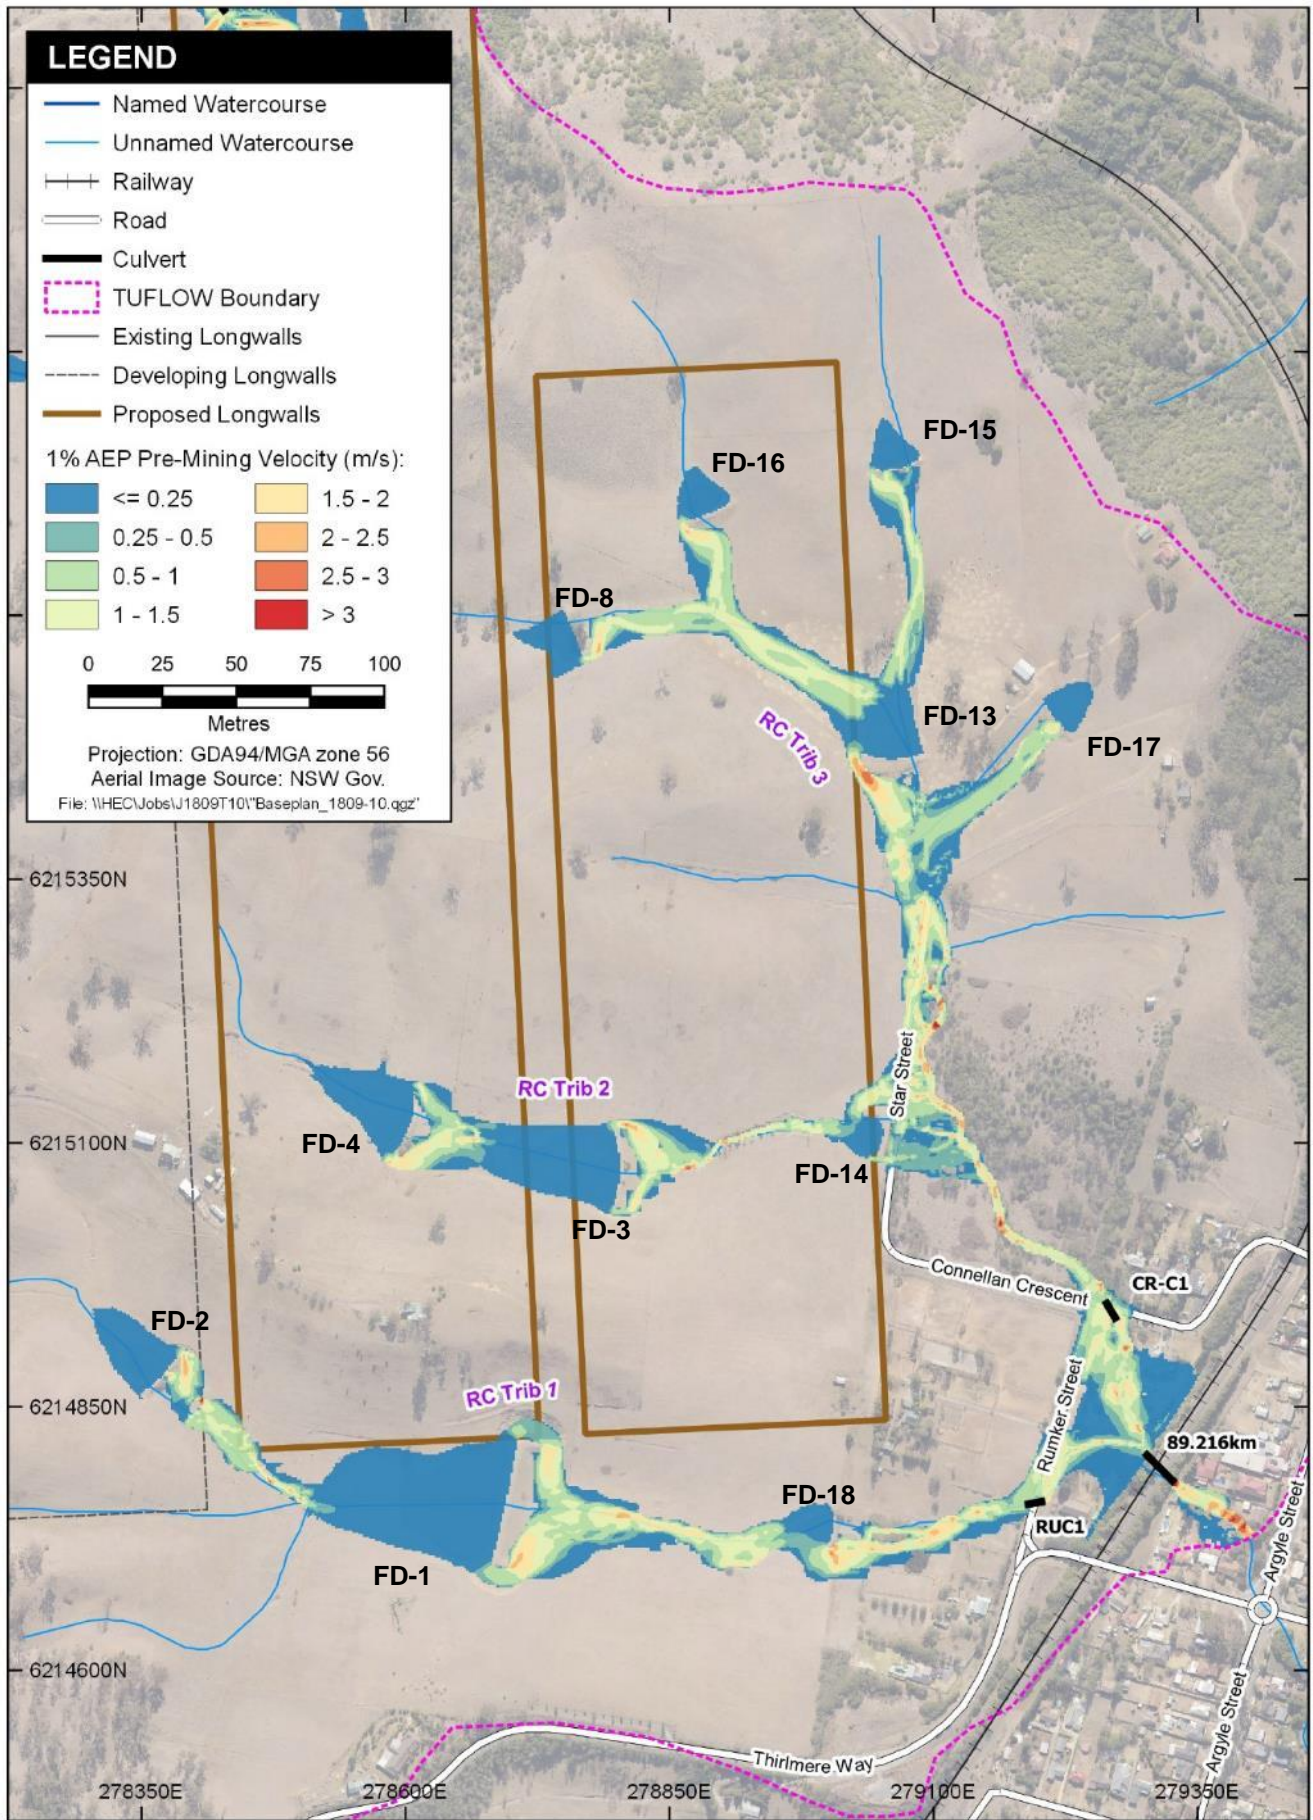 LEGEND
Named Watercourse
Unnamed Watercourse
Railway
Road
Culvert
TUFLOW Boundary
Existing Longwalls
Developing Longwalls
Proposed Longwalls
1% AEP Pre-Mining Velocity (m/s):
<= 0.25
1.5 - 2
0.25 - 0.5
2 - 2.5
0.5 - 1
2.5 - 3
1 - 1.5
> 3
0 25 50 75 100
Metres
Projection: GDA94/MGA zone 56
Aerial Image Source: NSW Gov.
File: \\HEC\Jobs\J1809T10\"Baseplan_1809-10.qgz"
FD-15
FD-16
FD-8
FD-13
RC Trib 3
FD-17
6215350N
Star Street
RC Trib 2
6215100N
FD-4
FD-14
FD-3
Connellan Crescent
CR-C1
FD-2
RC Trib 1
6214850N
Rumker Street
89.216km
FD-18
RUC1
Argyle Street
FD-1
6214600N
Argyle Street
Thirlmere Way
278350E
278600E
278850E
279100E
279350E